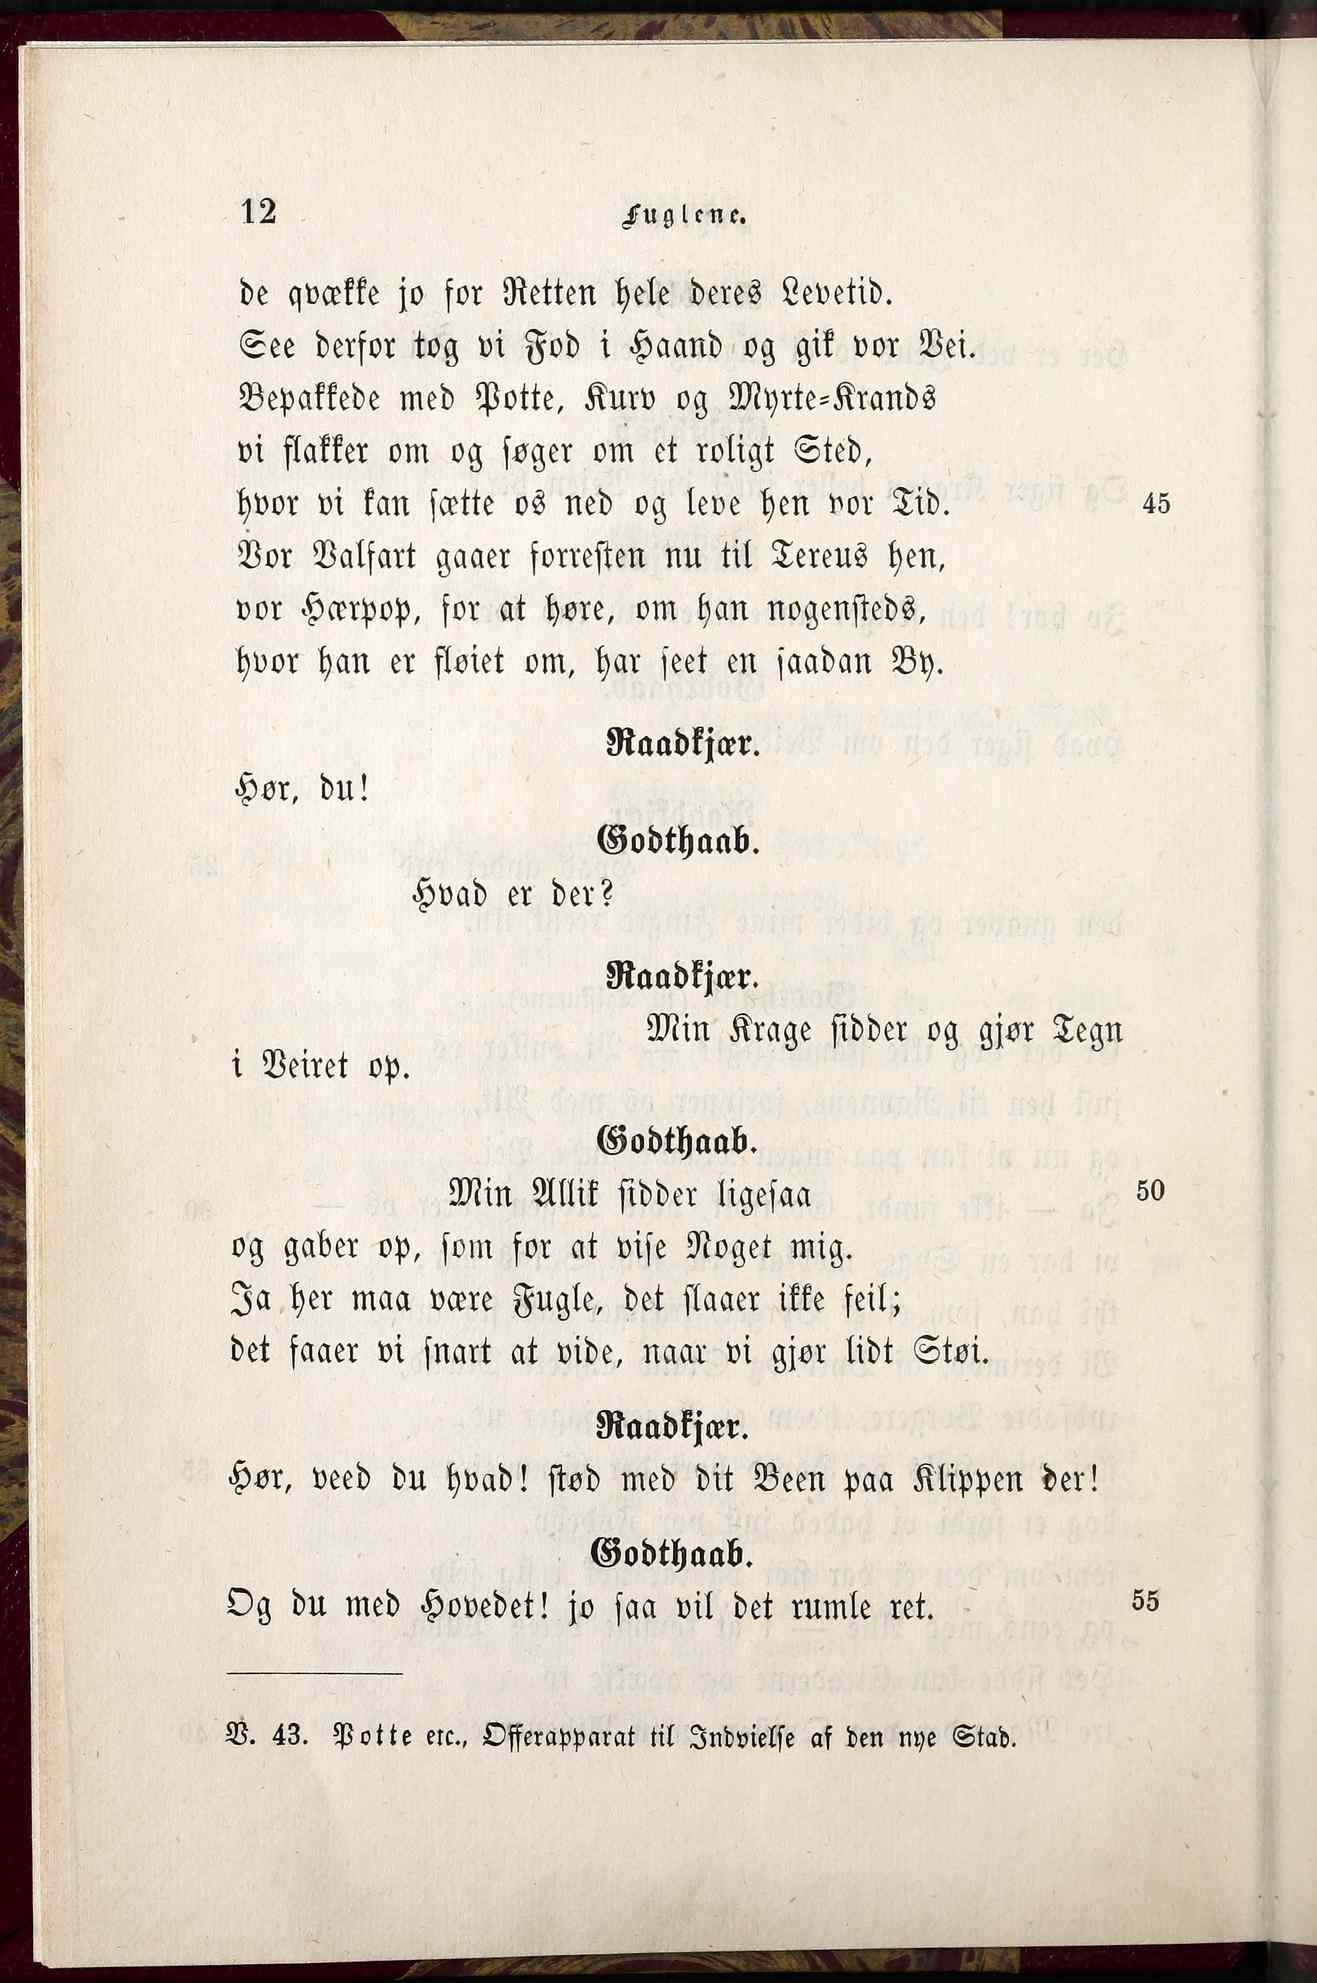 12
Fuglene.
de qvække jo for Retten hele deres Levetid.
See derfor tog vi Fod i Haand og gik vor Vei.
Bepakkede med Potte, Kurv og Myrte-Krands
vi flakker om og søger om et roligt Sted,
hvor vi kan sætte os ned og leve hen vor Tid. 45
Vor Valfart gaaer forresten nu til Tereus hen,
vor Hærpop, for at høre, om han nogensteds,
hvor han er fløiet om, har seet en saadan By.
Raadkjær.
Hør, du!
Godthaab.
Hvad er der?
Raadkjær.
Min Krage sidder og gjør Tegn
i Veiret op.
Godthaab.
Min Allik sidder ligesaa 50
og gaber op, som for at vise Noget mig.
Ja her maa være Fugle, det slaaer ikke feil;
det faaer vi snart at vide, naar vi gjør lidt Støi.
Raadkjær.
Hør, veed du hvad! stød med dit Been paa Klippen der!
Godthaab.
Og du med Hovedet! jo saa vil det rumle ret. 55
V. 43. Potte etc., Offerapparat til Indvielse af den nye Stad.